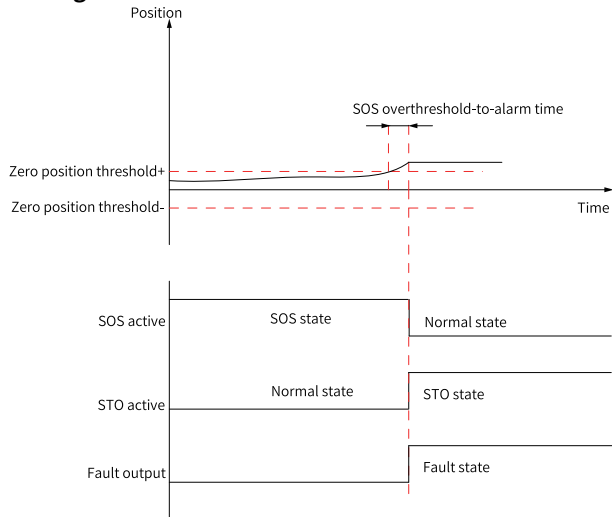 Position
SOS overthreshold-to-alarm time
Zero position threshold+
Zero position threshold-
Time
SOS active
SOS state
Normal state
STO active
Normal state
STO state
Fault output
Fault state